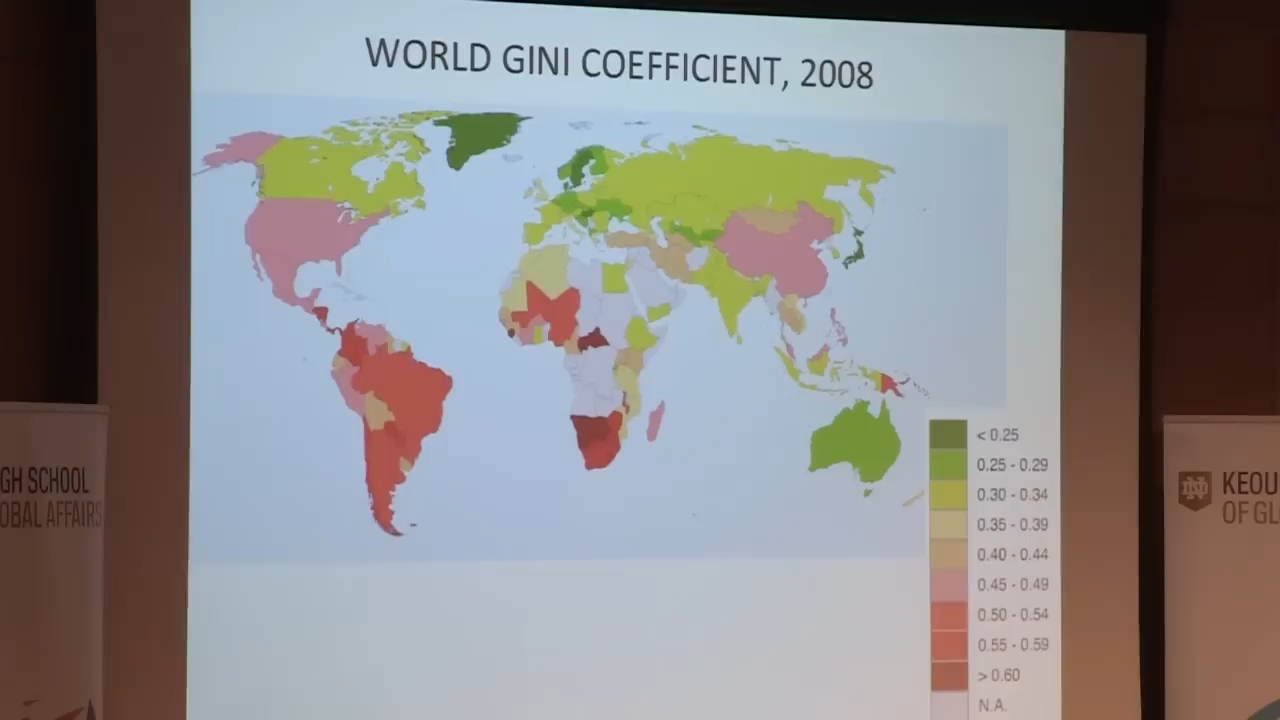 WORLD GINI COEFFICIENT, 2008
< 0.25
0.25 - 0.29
0.30 - 0.34
0.35 - 0.39
0.40 - 0.44
0.45 - 0.49
0.50 - 0.54
0.55 - 0.59
> 0.60
N.A.
GH SCHOOL
OBAL AFFAIRS
ND
KEOU
OF GL